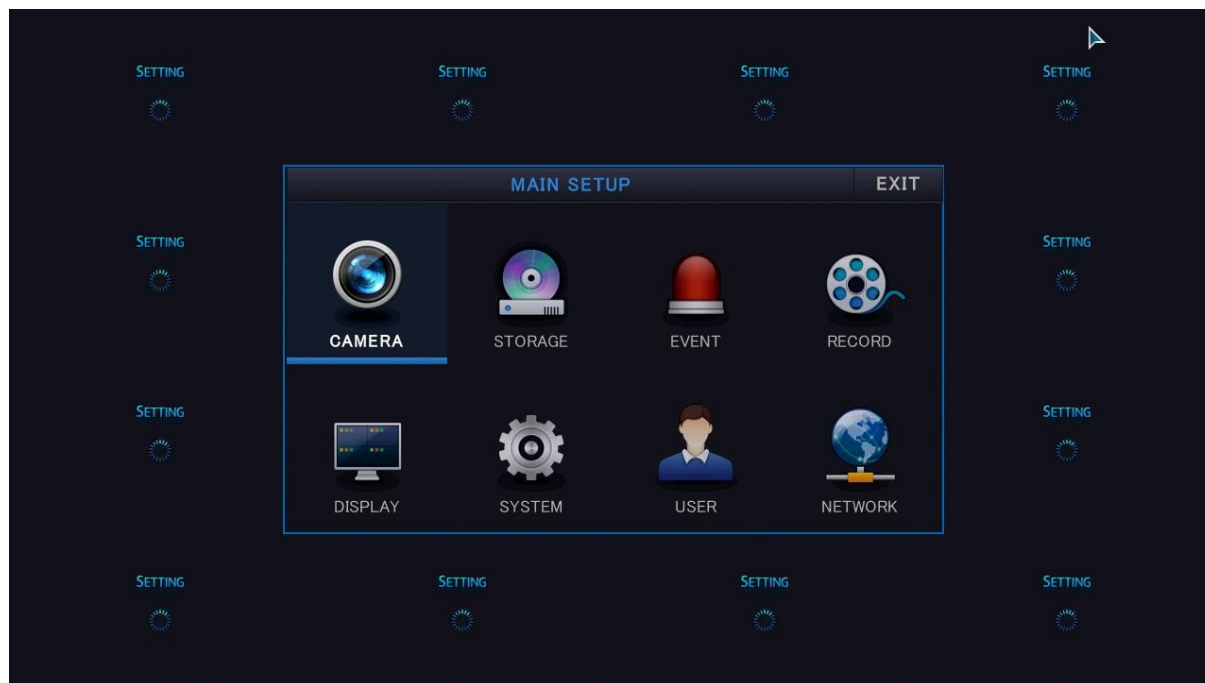 SETTING SETTING SETTING SETTING
MAIN SETUP EXIT
SETTING SETTING
CAMERA STORAGE EVENT RECORD
SETTING SETTING
DISPLAY SYSTEM USER NETWORK
SETTING SETTING SETTING SETTING